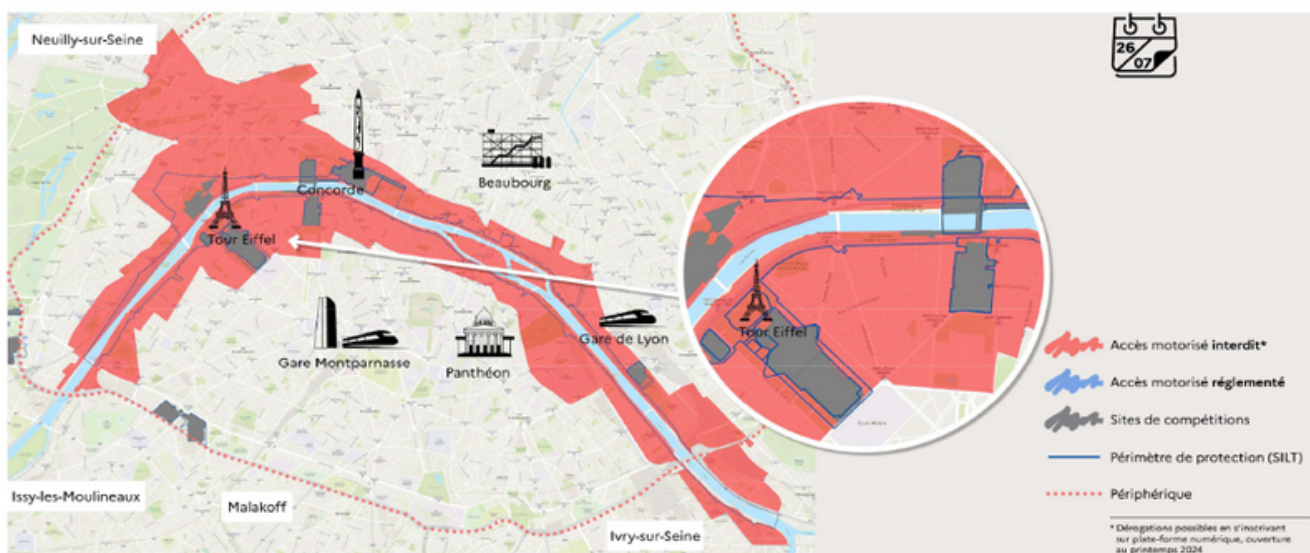 Neuilly-sur-Seine
26
07
Concorde
Beaubourg
Tour Eiffel
Tour Eiffel
Gare de Lyon
Gare Montparnasse
Panthéon
Accès motorisé interdit*
Accès motorisé réglementé
Sites de compétitions
Périmètre de protection (SILT)
Périphérique
Issy-les-Moulineaux
Malakoff
Ivry-sur-Seine
* Dérogations possibles en s'inscrivant
sur plate-forme numérique, ouverture
au printemps 2024